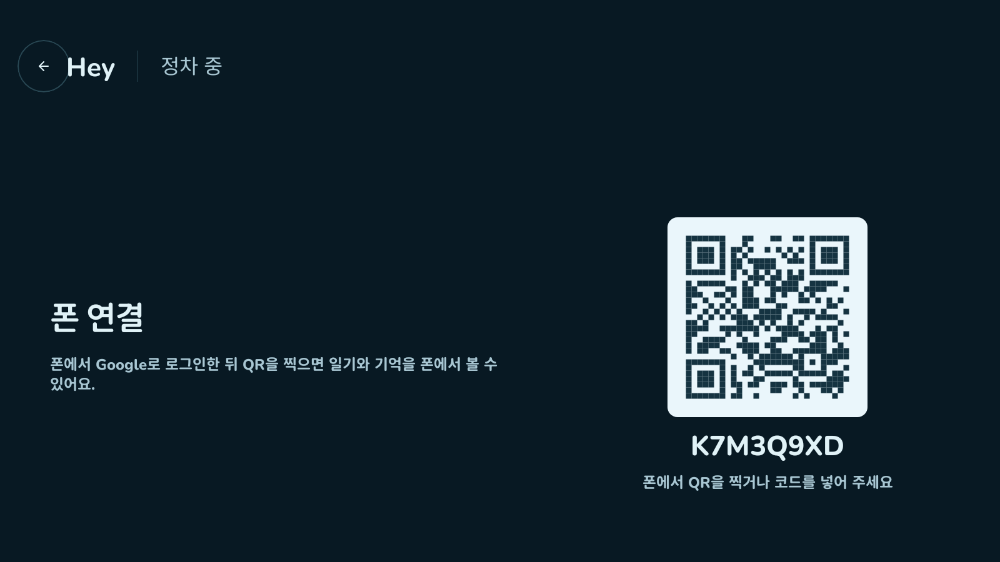 Hey
정차 중
폰 연결
폰에서 Google로 로그인한 뒤 QR을 찍으면 일기와 기억을 폰에서 볼 수
있어요.
K7M3Q9XD
폰에서 QR을 찍거나 코드를 넣어 주세요